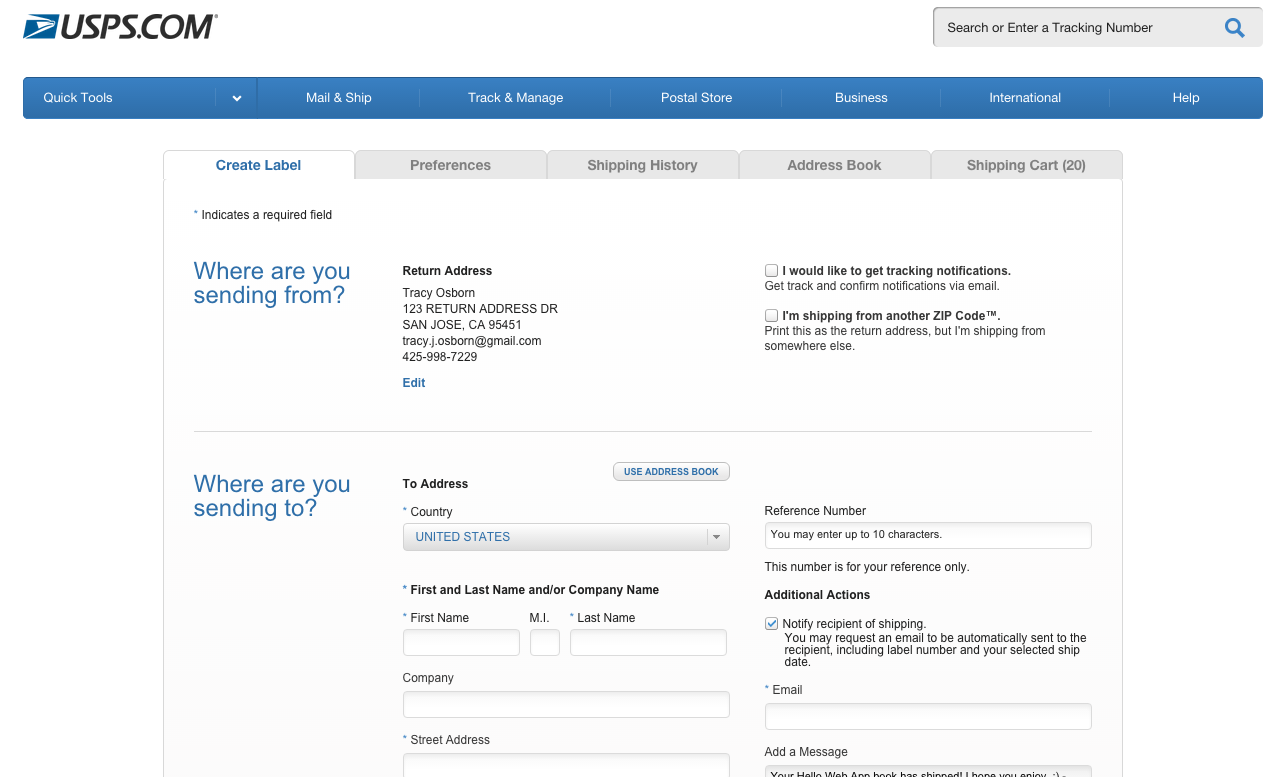 USPS.COM®
Search or Enter a Tracking Number
Quick Tools
Mail & Ship
Track & Manage
Postal Store
Business
International
Help
Create Label
Preferences
Shipping History
Address Book
Shipping Cart (20)
* Indicates a required field
Where are you
sending from?
Return Address
Tracy Osborn
123 RETURN ADDRESS DR
SAN JOSE, CA 95451
tracy.j.osborn@gmail.com
425-998-7229
Edit
I would like to get tracking notifications.
Get track and confirm notifications via email.
I'm shipping from another ZIP Code™.
Print this as the return address, but I'm shipping from
somewhere else.
Where are you
sending to?
USE ADDRESS BOOK
To Address
* Country
UNITED STATES
* First and Last Name and/or Company Name
* First Name
M.I.
* Last Name
Company
* Street Address
Reference Number
You may enter up to 10 characters.
This number is for your reference only.
Additional Actions
Notify recipient of shipping.
You may request an email to be automatically sent to the
recipient, including label number and your selected ship
date.
* Email
Add a Message
Your Hello Web App book has shipped! I hope you enjoy. :) -